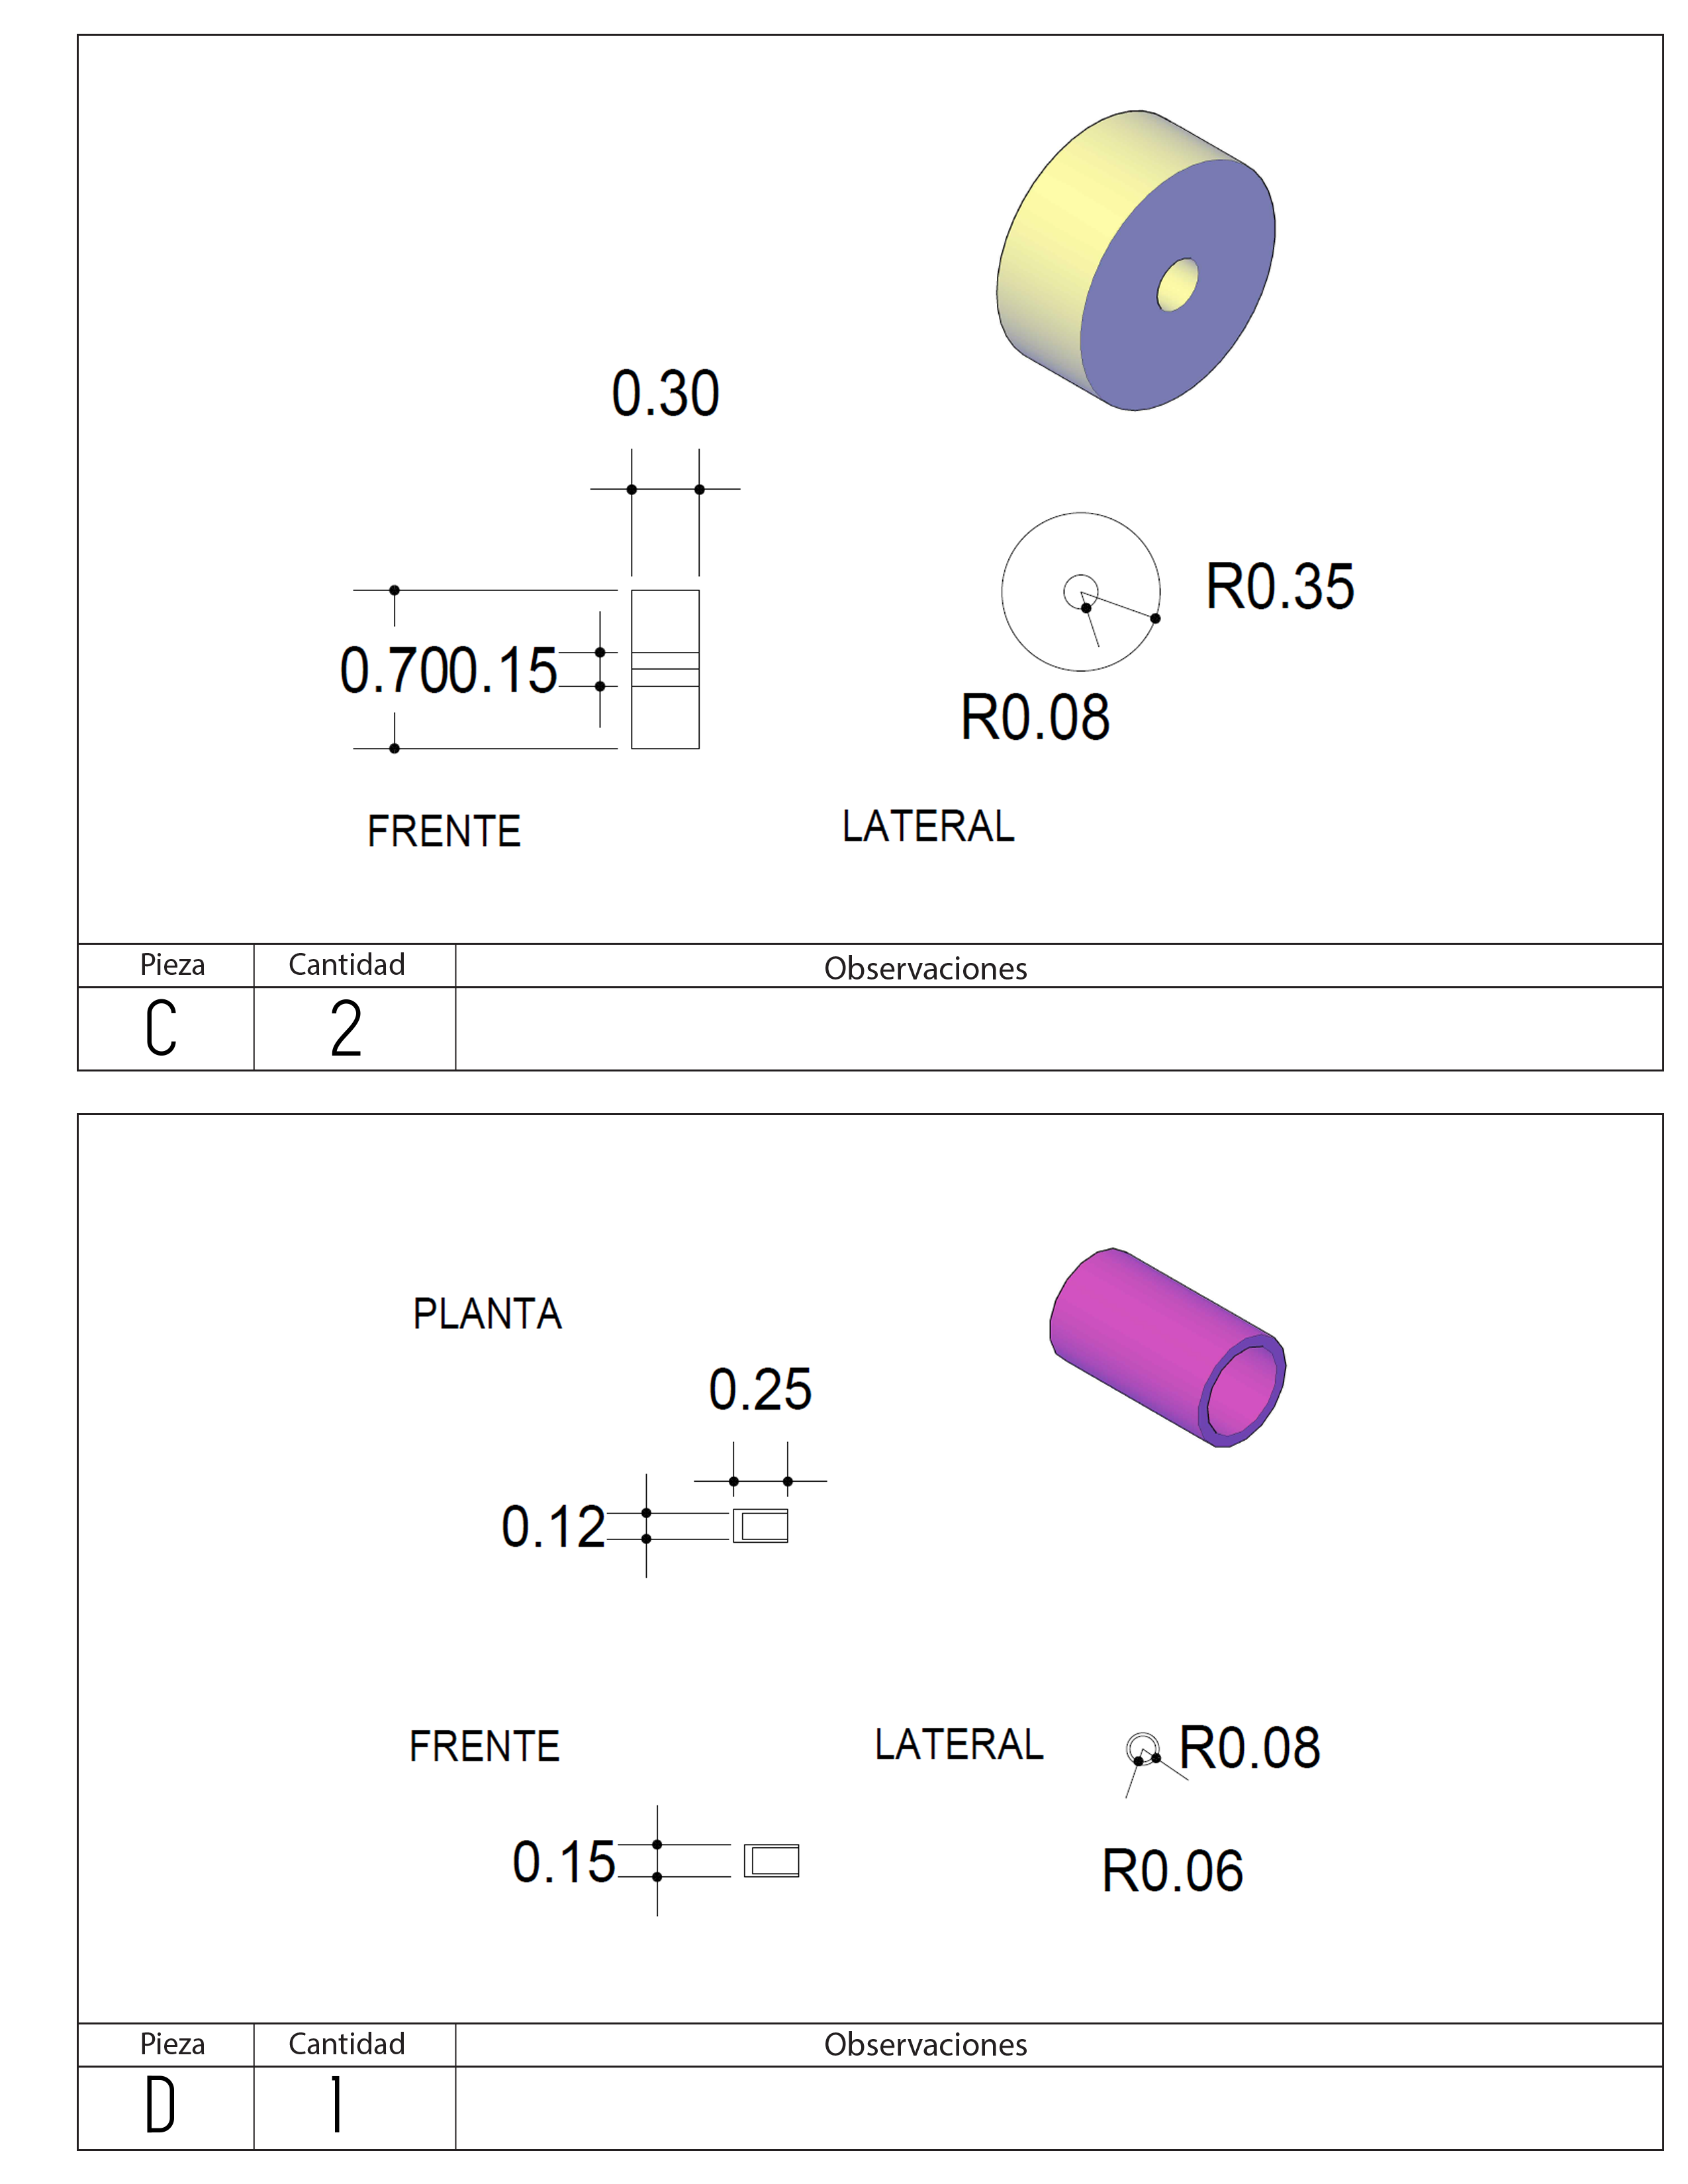 0.30
R0.35
0.700.15
R0.08
FRENTE
LATERAL
Pieza Cantidad Observaciones
C 2
PLANTA
0.25
0.12
FRENTE
LATERAL
R0.08
0.15
R0.06
Pieza Cantidad Observaciones
D 1